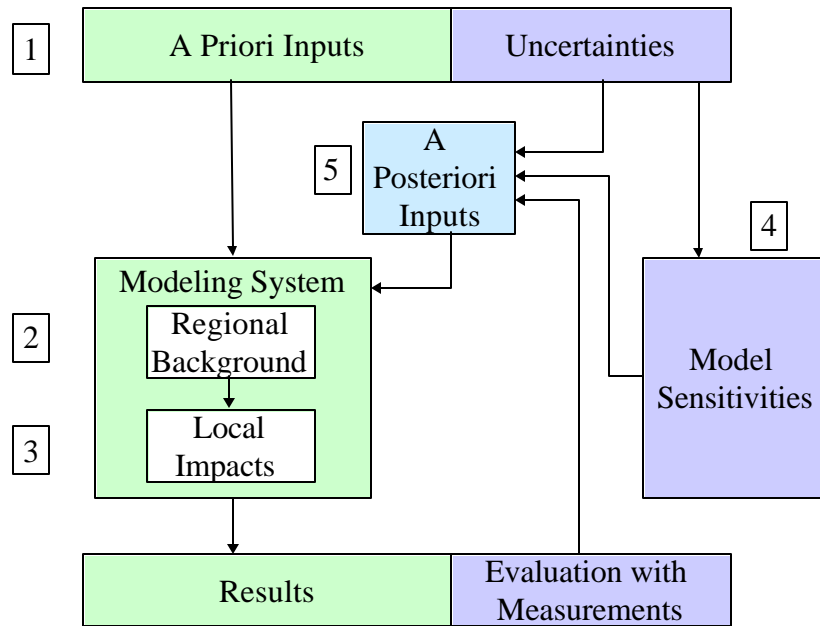 1
A Priori Inputs
Uncertainties
5
A
Posteriori
Inputs
4
Modeling System
2
Regional
Background
Model
Sensitivities
3
Local
Impacts
Results
Evaluation with
Measurements